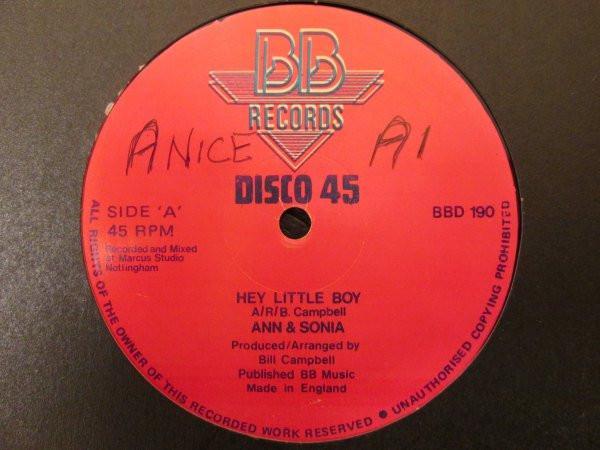 BB
RECORDS
A NICE A1
DISCO 45
SIDE 'A'
45 RPM
Recorded and Mixed
at Marcus Studio
Nottingham
BBD 190
HEY LITTLE BOY
A/R/B. Campbell
ANN & SONIA
Produced/Arranged by
Bill Campbell
Published BB Music
Made in England
ALL RIGHTS OF THE OWNER OF THIS RECORDED WORK RESERVED ● UNAUTHORISED COPYING PROHIBITED